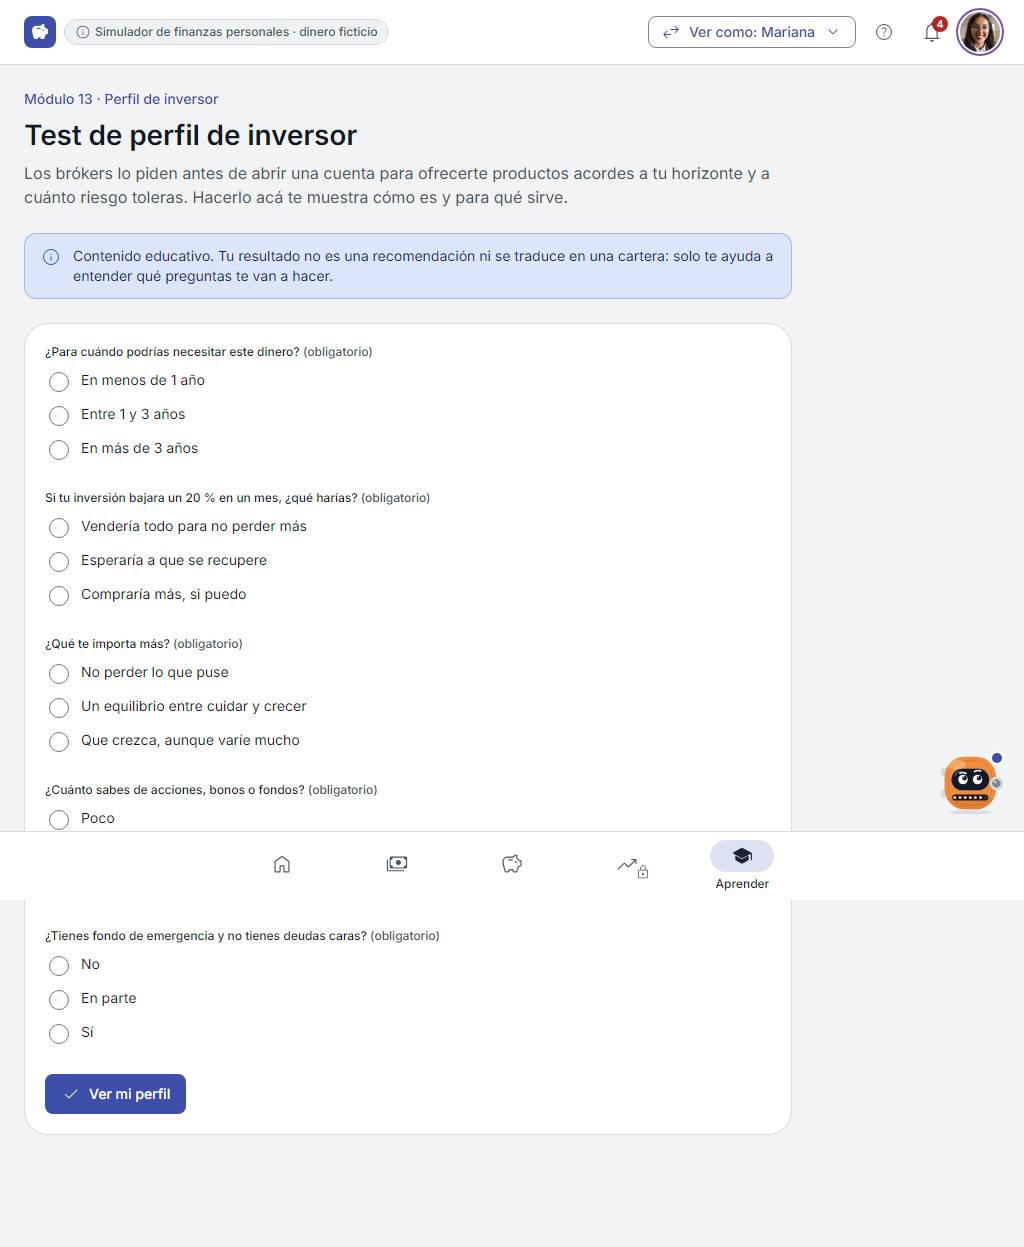 Simulador de finanzas personales · dinero ficticio
Ver como: Mariana
4
Módulo 13 · Perfil de inversor
Test de perfil de inversor
Los brókers lo piden antes de abrir una cuenta para ofrecerte productos acordes a tu horizonte y a
cuánto riesgo toleras. Hacerlo acá te muestra cómo es y para qué sirve.
Contenido educativo. Tu resultado no es una recomendación ni se traduce en una cartera: solo te ayuda a
entender qué preguntas te van a hacer.
¿Para cuándo podrías necesitar este dinero? (obligatorio)
En menos de 1 año
Entre 1 y 3 años
En más de 3 años
Si tu inversión bajara un 20 % en un mes, ¿qué harías? (obligatorio)
Vendería todo para no perder más
Esperaría a que se recupere
Compraría más, si puedo
¿Qué te importa más? (obligatorio)
No perder lo que puse
Un equilibrio entre cuidar y crecer
Que crezca, aunque varíe mucho
¿Cuánto sabes de acciones, bonos o fondos? (obligatorio)
Poco
Aprender
¿Tienes fondo de emergencia y no tienes deudas caras? (obligatorio)
No
En parte
Sí
Ver mi perfil